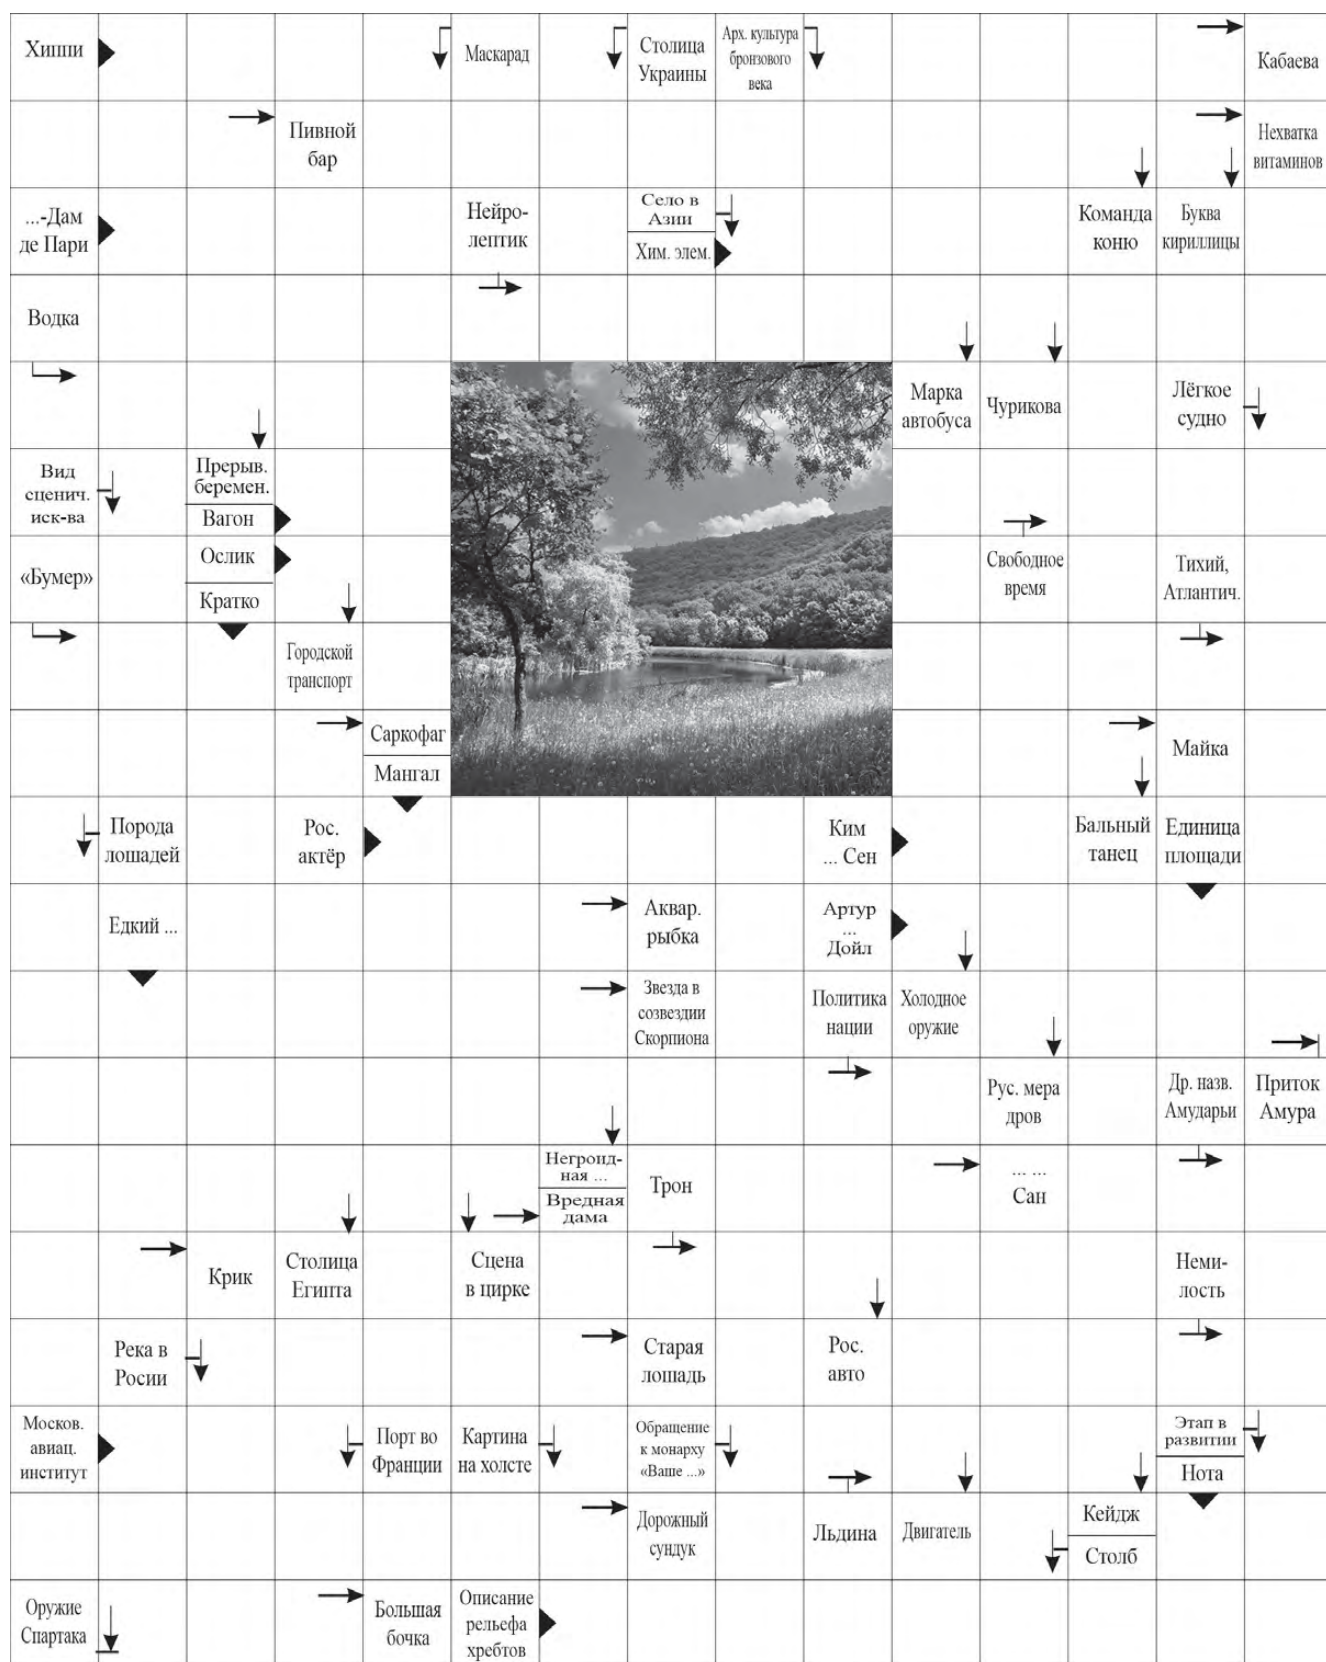 Хиппи
Маскарад
Столица
Украины
Арх. культура
бронзового
века
Кабаева
Пивной
бар
Нехватка
витаминов
...-Дам
де Пари
Нейро-
лептик
Село в
Азии
Хим. элем.
Команда
коню
Буква
кириллицы
Водка
Марка
автобуса
Чурикова
Лёгкое
судно
Вид
сценич.
иск-ва
Прерыв.
беремен.
Вагон
«Бумер»
Ослик
Кратко
Свободное
время
Тихий,
Атлантич.
Городской
транспорт
Саркофаг
Мангал
Майка
Порода
лошадей
Рос.
актёр
Ким
... Сен
Бальный
танец
Единица
площади
Едкий ...
Аквар.
рыбка
Артур
...
Дойл
Звезда в
созвездии
Скорпиона
Политика
нации
Холодное
оружие
Рус. мера
дров
Др. назв.
Амударьи
Приток
Амура
Негроид-
ная ...
Вредная
дама
Трон
... ...
Сан
Крик
Столица
Египта
Сцена
в цирке
Неми-
лость
Река в
Росии
Старая
лошадь
Рос.
авто
Москов.
авиац.
институт
Порт во
Франции
Картина
на холсте
Обращение
к монарху
«Ваше ...»
Этап в
развитии
Нота
Дорожный
сундук
Льдина
Двигатель
Кейдж
Столб
Оружие
Спартака
Большая
бочка
Описание
рельефа
хребтов